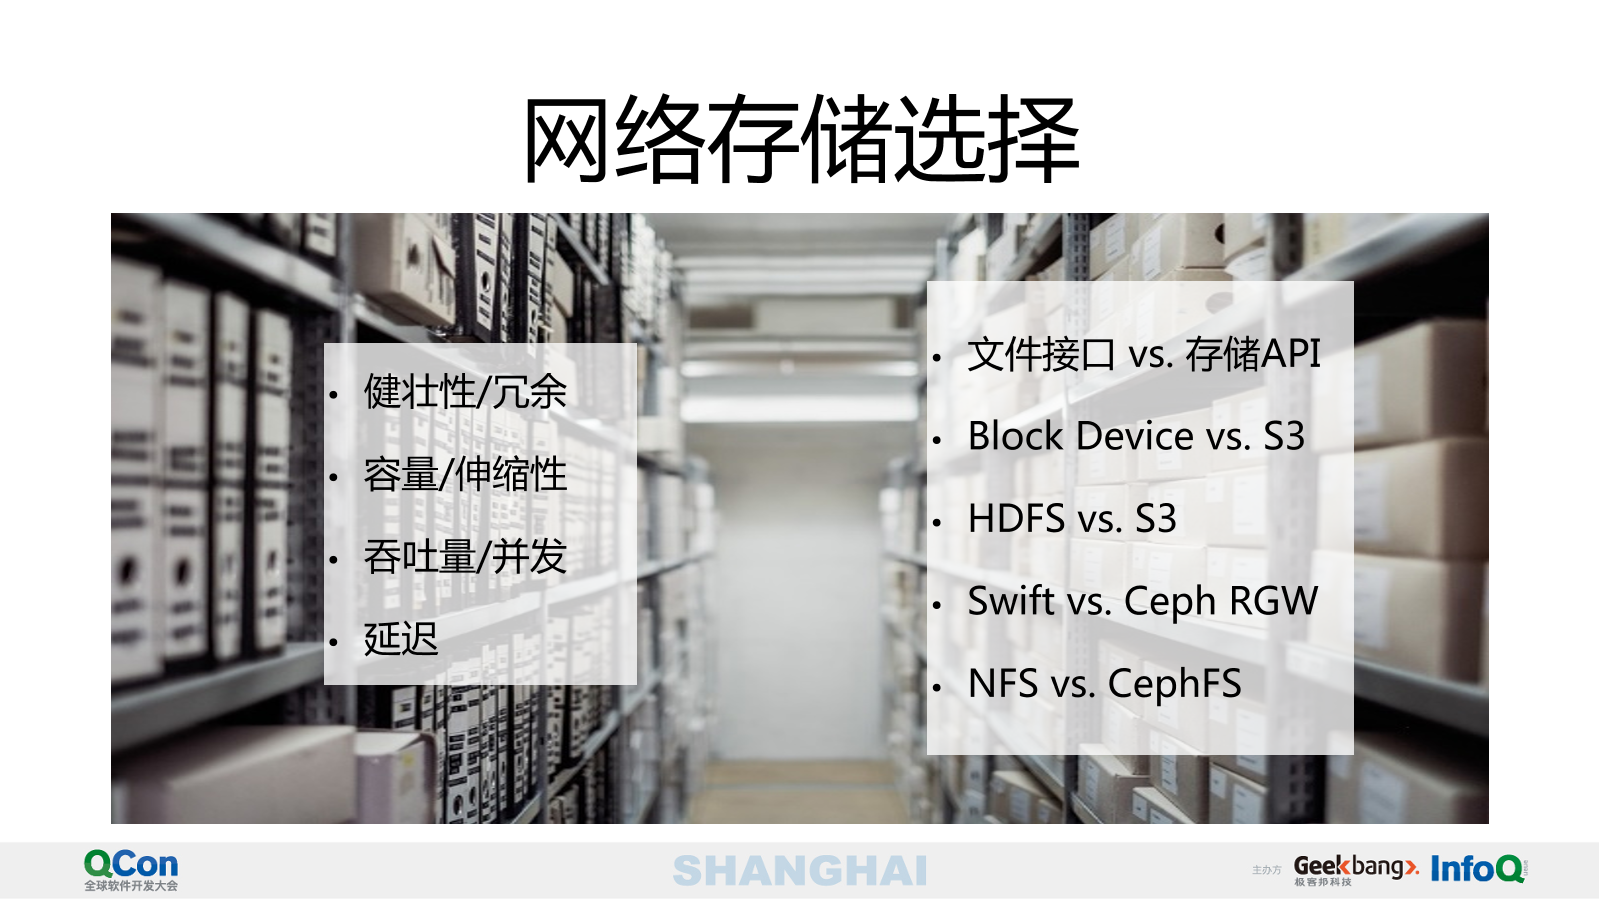 网络存储选择
• 健壮性/冗余
• 容量/伸缩性
• 吞吐量/并发
• 延迟
• 文件接口 vs. 存储API
• Block Device vs. S3
• HDFS vs. S3
• Swift vs. Ceph RGW
• NFS vs. CephFS
QCon
全球软件开发大会
SHANGHAI
主办方
Geekbang
极客邦科技
InfoQ